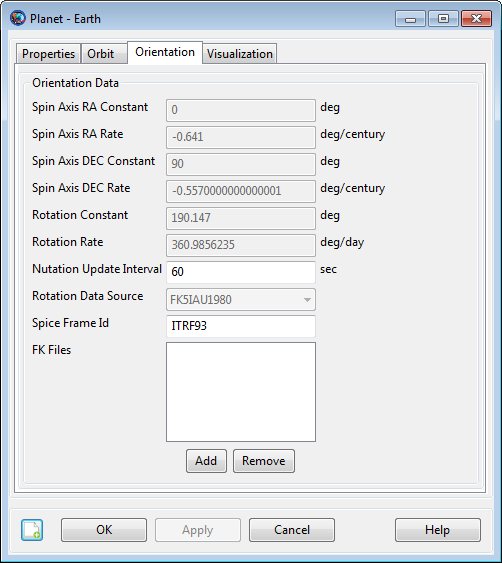 Planet - Earth
Properties Orbit Orientation Visualization
Orientation Data
Spin Axis RA Constant 0 deg
Spin Axis RA Rate -0.641 deg/century
Spin Axis DEC Constant 90 deg
Spin Axis DEC Rate -0.5570000000000001 deg/century
Rotation Constant 190.147 deg
Rotation Rate 360.9856235 deg/day
Nutation Update Interval 60 sec
Rotation Data Source FK5IAU1980
Spice Frame Id ITRF93
FK Files
Add Remove
OK Apply Cancel Help